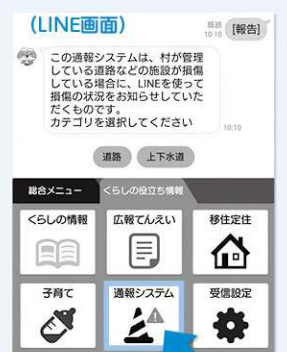 (LINE画面)
既読
10:10
[報告]
この通報システムは、村が管理
している道路などの施設が損傷
している場合に、LINEを使って
損傷の状況をお知らせしていた
だくものです。
カテゴリを選択してください
10:10
道路
上下水道
総合メニュー
くらしの役立ち情報
くらしの情報
広報てんえい
移住定住
子育て
通報システム
受信設定